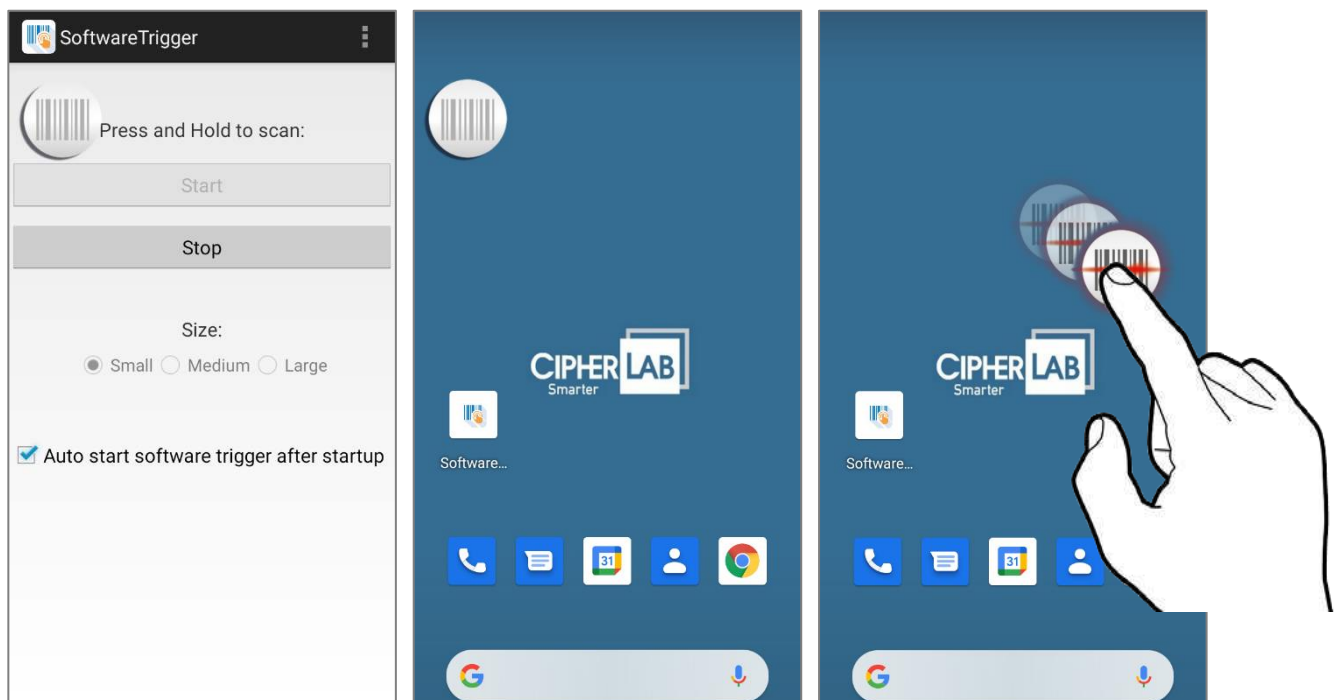 SoftwareTrigger
Press and Hold to scan:
Start
Stop
Size:
Small Medium Large
Auto start software trigger after startup
CIPHERLAB
Smarter
Software...
31
G
CIPHERLAB
Smarter
Software...
31
G